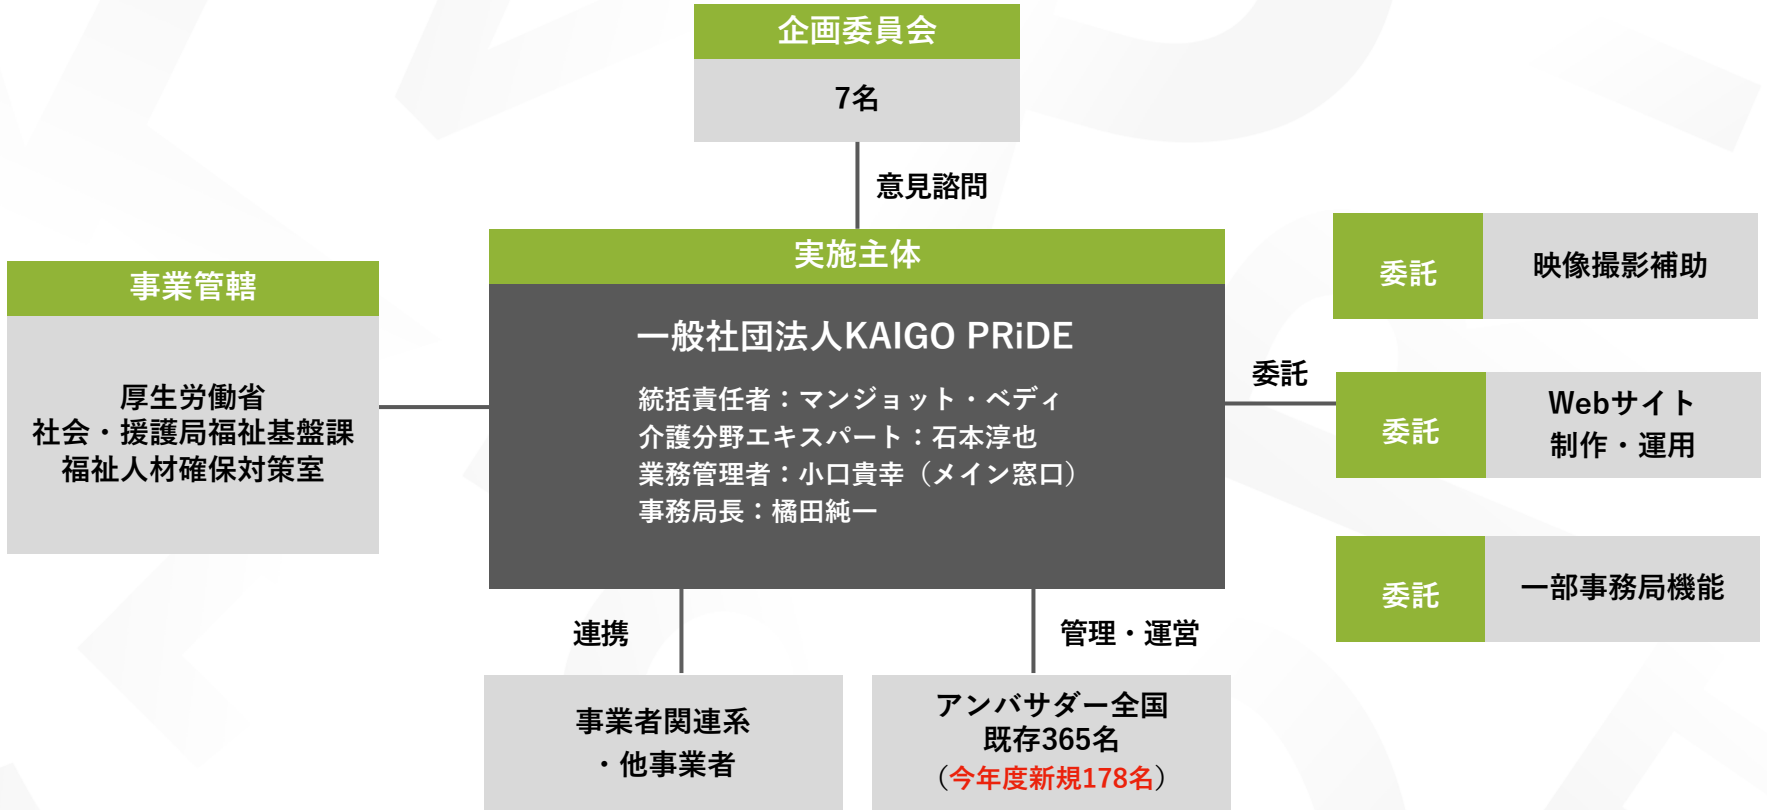 企画委員会
7名
意見諮問
事業管轄
厚生労働省
社会・援護局福祉基盤課
福祉人材確保対策室
実施主体
一般社団法人KAIGO PRiDE
統括責任者：マンジョット・ベディ
介護分野エキスパート：石本淳也
業務管理者：小口貴幸（メイン窓口）
事務局長：橘田純一
委託
委託
映像撮影補助
委託
Webサイト
制作・運用
委託
一部事務局機能
連携
事業者関連系
・他事業者
管理・運営
アンバサダー全国
既存365名
（今年度新規178名）